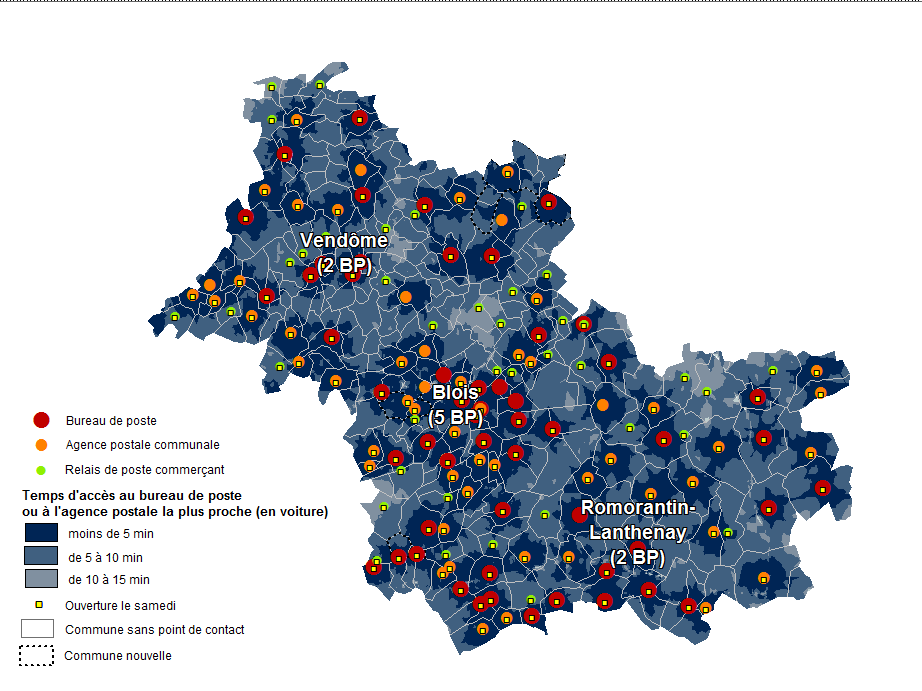 Vendôme
(2 BP)
Blois
(5 BP)
Romorantin-
Lanthenay
(2 BP)
Bureau de poste
Agence postale communale
Relais de poste commerçant
Temps d'accès au bureau de poste
ou à l'agence postale la plus proche (en voiture)
moins de 5 min
de 5 à 10 min
de 10 à 15 min
Ouverture le samedi
Commune sans point de contact
Commune nouvelle